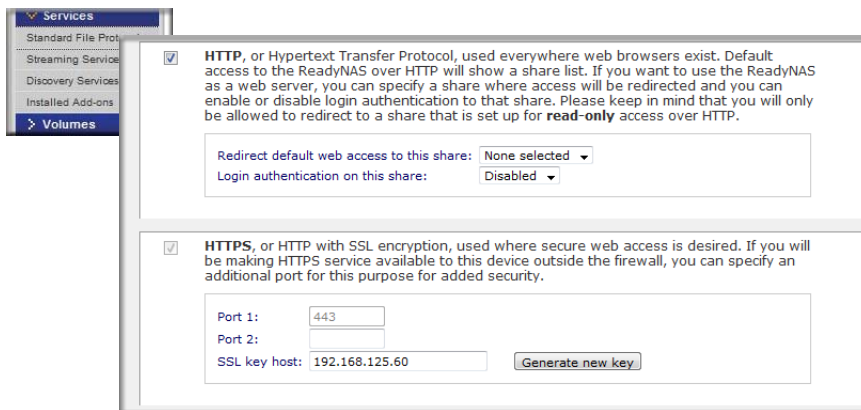 Services
Standard File Prot
Streaming Service
Discovery Services
Installed Add-ons
Volumes
HTTP, or Hypertext Transfer Protocol, used everywhere web browsers exist. Default
access to the ReadyNAS over HTTP will show a share list. If you want to use the ReadyNAS
as a web server, you can specify a share where access will be redirected and you can
enable or disable login authentication to that share. Please keep in mind that you will only
be allowed to redirect to a share that is set up for read-only access over HTTP.
Redirect default web access to this share: None selected
Login authentication on this share: Disabled
HTTPS, or HTTP with SSL encryption, used where secure web access is desired. If you will
be making HTTPS service available to this device outside the firewall, you can specify an
additional port for this purpose for added security.
Port 1: 443
Port 2:
SSL key host: 192.168.125.60 Generate new key